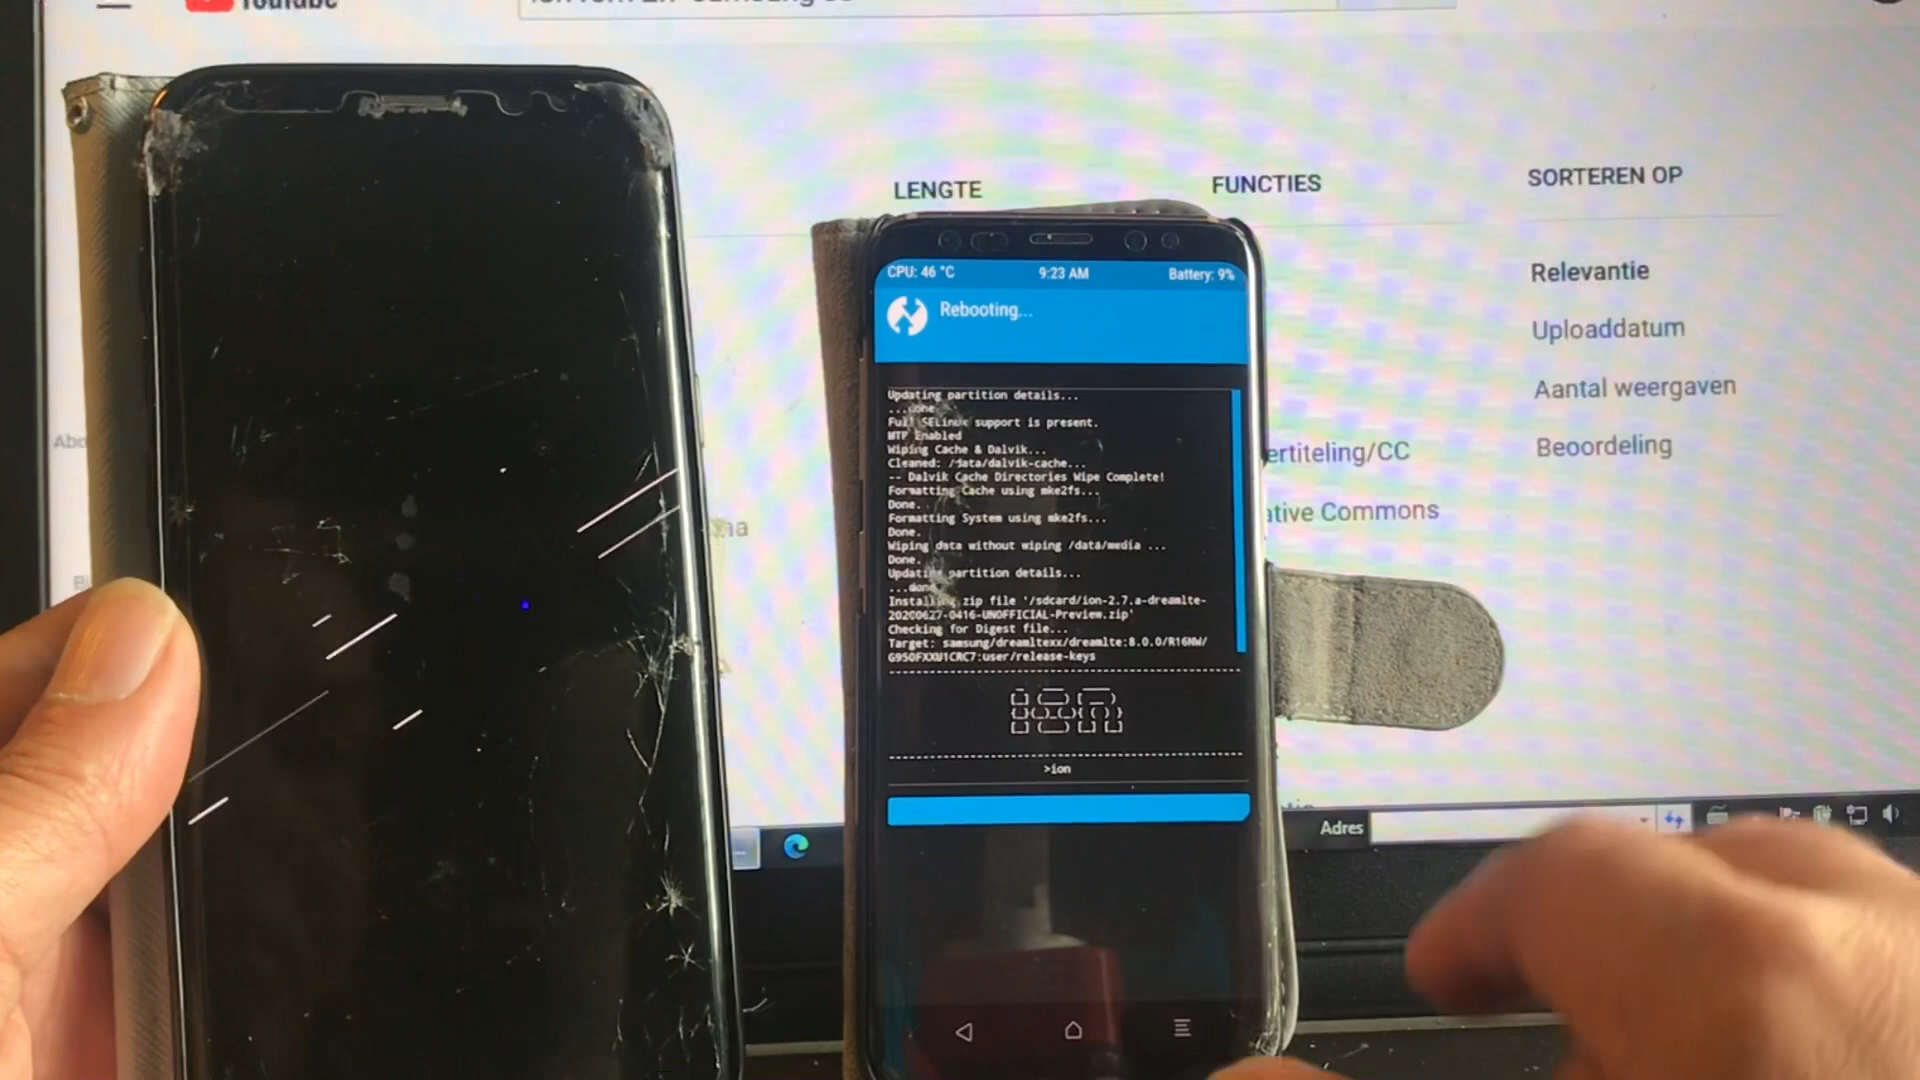 YouTube
LENGTE
FUNCTIES
SORTEREN OP
Relevantie
Uploaddatum
Aantal weergaven
Beoordeling
ertiteling/CC
ative Commons
CPU: 46 °C
9:23 AM
Battery: 9%
Rebooting...
Updating partition details...
...done
Full SELinux support is present.
MTP Enabled
Wiping Cache & Dalvik...
Cleaned: /data/dalvik-cache...
-- Dalvik Cache Directories Wipe Complete!
Formatting Cache using mke2fs...
Done.
Formatting System using mke2fs...
Done.
Wiping data without wiping /data/media ...
Done.
Updating partition details...
...done
Installing zip file '/sdcard/ion-2.7.a-dreamlte-
20200627-0416-UNOFFICIAL-Preview.zip'
Checking for Digest file...
Target: samsung/dreamltexx/dreamlte:8.0.0/R16NW/
G950FXXU1CRC7:user/release-keys
ion
>ion
Adres